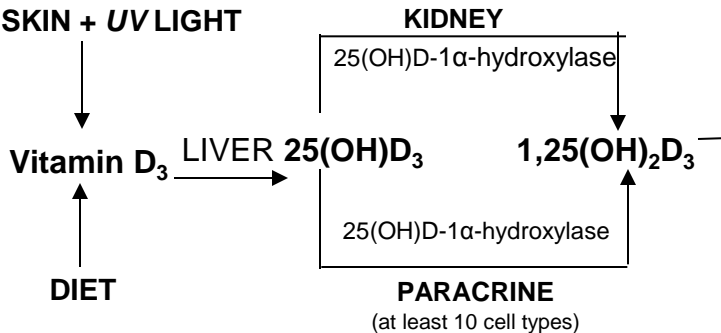 SKIN + UV LIGHT
KIDNEY
25(OH)D-1α-hydroxylase
Vitamin D₃
LIVER
25(OH)D₃
1,25(OH)₂D₃
25(OH)D-1α-hydroxylase
DIET
PARACRINE
(at least 10 cell types)